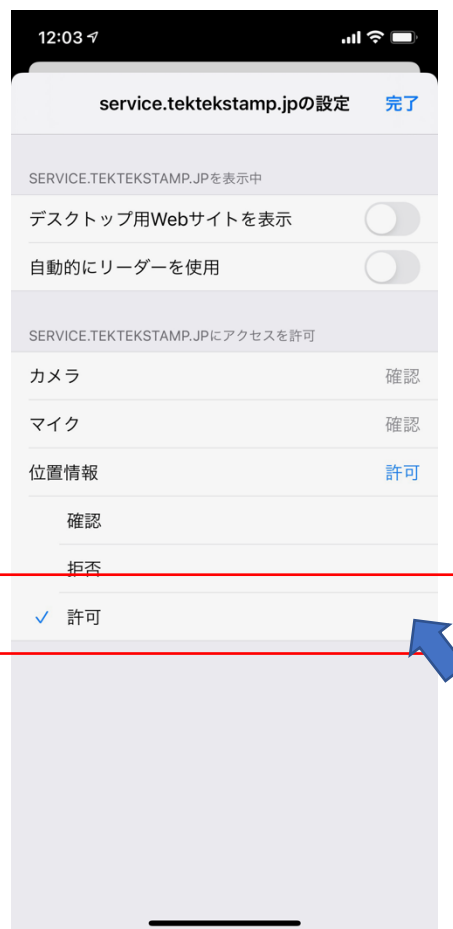 12:03
service.tektekstamp.jpの設定 完了
SERVICE.TEKTEKSTAMP.JPを表示中
デスクトップ用Webサイトを表示
自動的にリーダーを使用
SERVICE.TEKTEKSTAMP.JPにアクセスを許可
カメラ 確認
マイク 確認
位置情報 許可
確認
拒否
許可